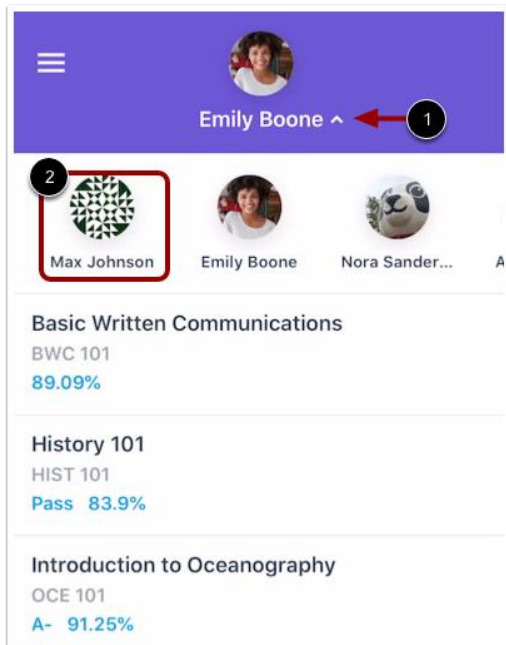 Emily Boone
1
2
Max Johnson
Emily Boone
Nora Sander...
A
Basic Written Communications
BWC 101
89.09%
History 101
HIST 101
Pass 83.9%
Introduction to Oceanography
OCE 101
A- 91.25%